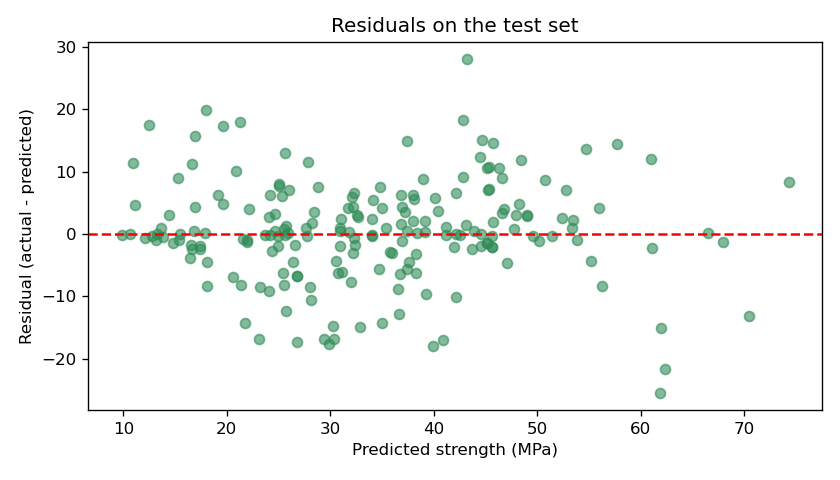 Residuals on the test set
Residual (actual - predicted)
30
20
10
0
−10
−20
10 20 30 40 50 60 70
Predicted strength (MPa)